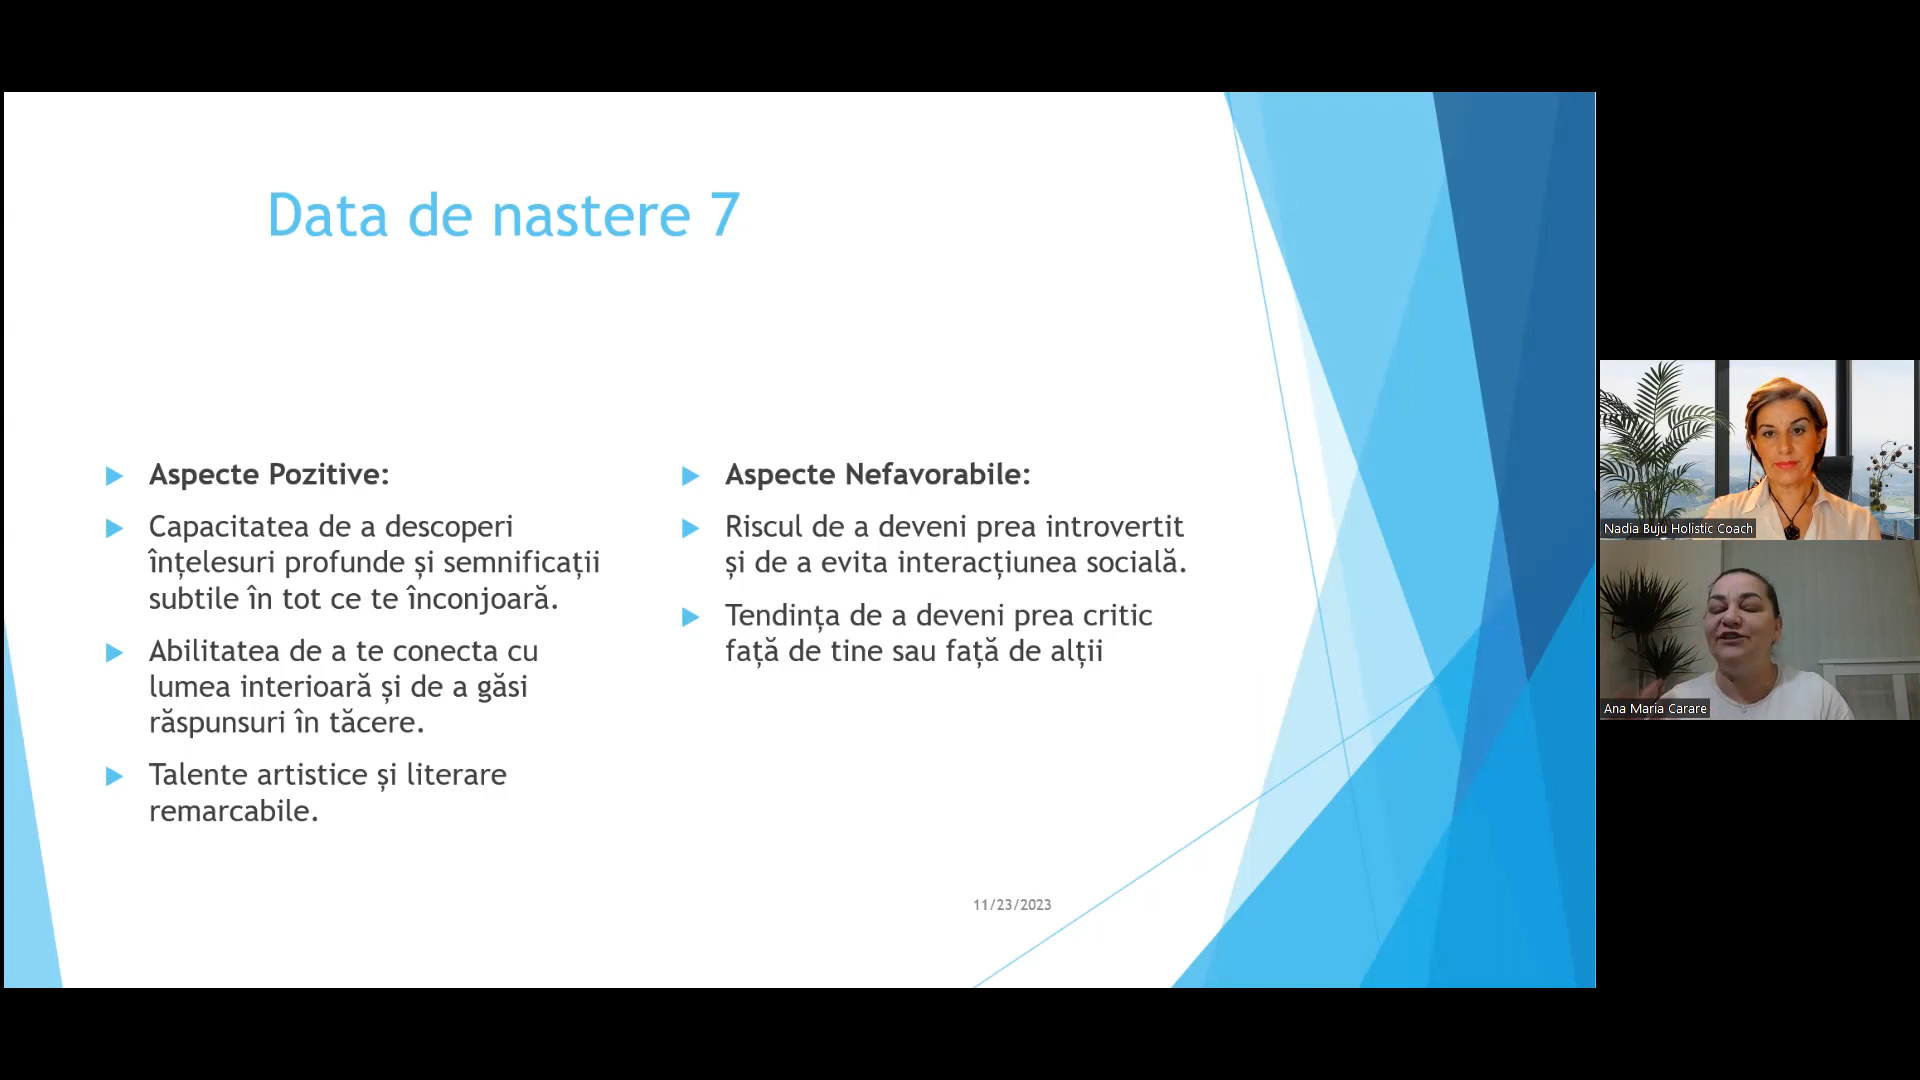 Data de nastere 7
Aspecte Pozitive:
Capacitatea de a descoperi
înțelesuri profunde și semnificații
subtile în tot ce te înconjoară.
Abilitatea de a te conecta cu
lumea interioară și de a găsi
răspunsuri în tăcere.
Talente artistice și literare
remarcabile.
Aspecte Nefavorabile:
Riscul de a deveni prea introvertit
și de a evita interacțiunea socială.
Tendința de a deveni prea critic
față de tine sau față de alții
11/23/2023
Nadia Buju Holistic Coach
Ana Maria Carare